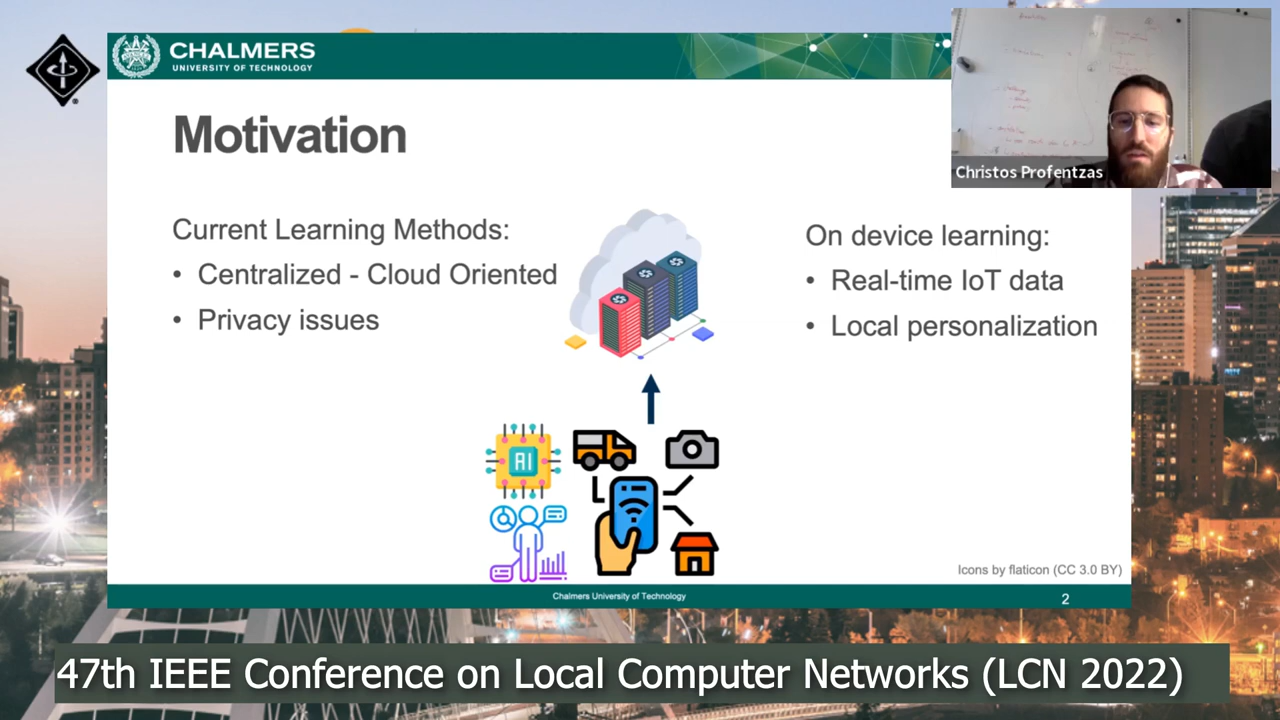 CHALMERS
UNIVERSITY OF TECHNOLOGY
Christos Profentzas
Motivation
Current Learning Methods:
• Centralized - Cloud Oriented
• Privacy issues
On device learning:
• Real-time IoT data
• Local personalization
AI
Icons by flaticon (CC 3.0 BY)
Chalmers University of Technology
2
47th IEEE Conference on Local Computer Networks (LCN 2022)